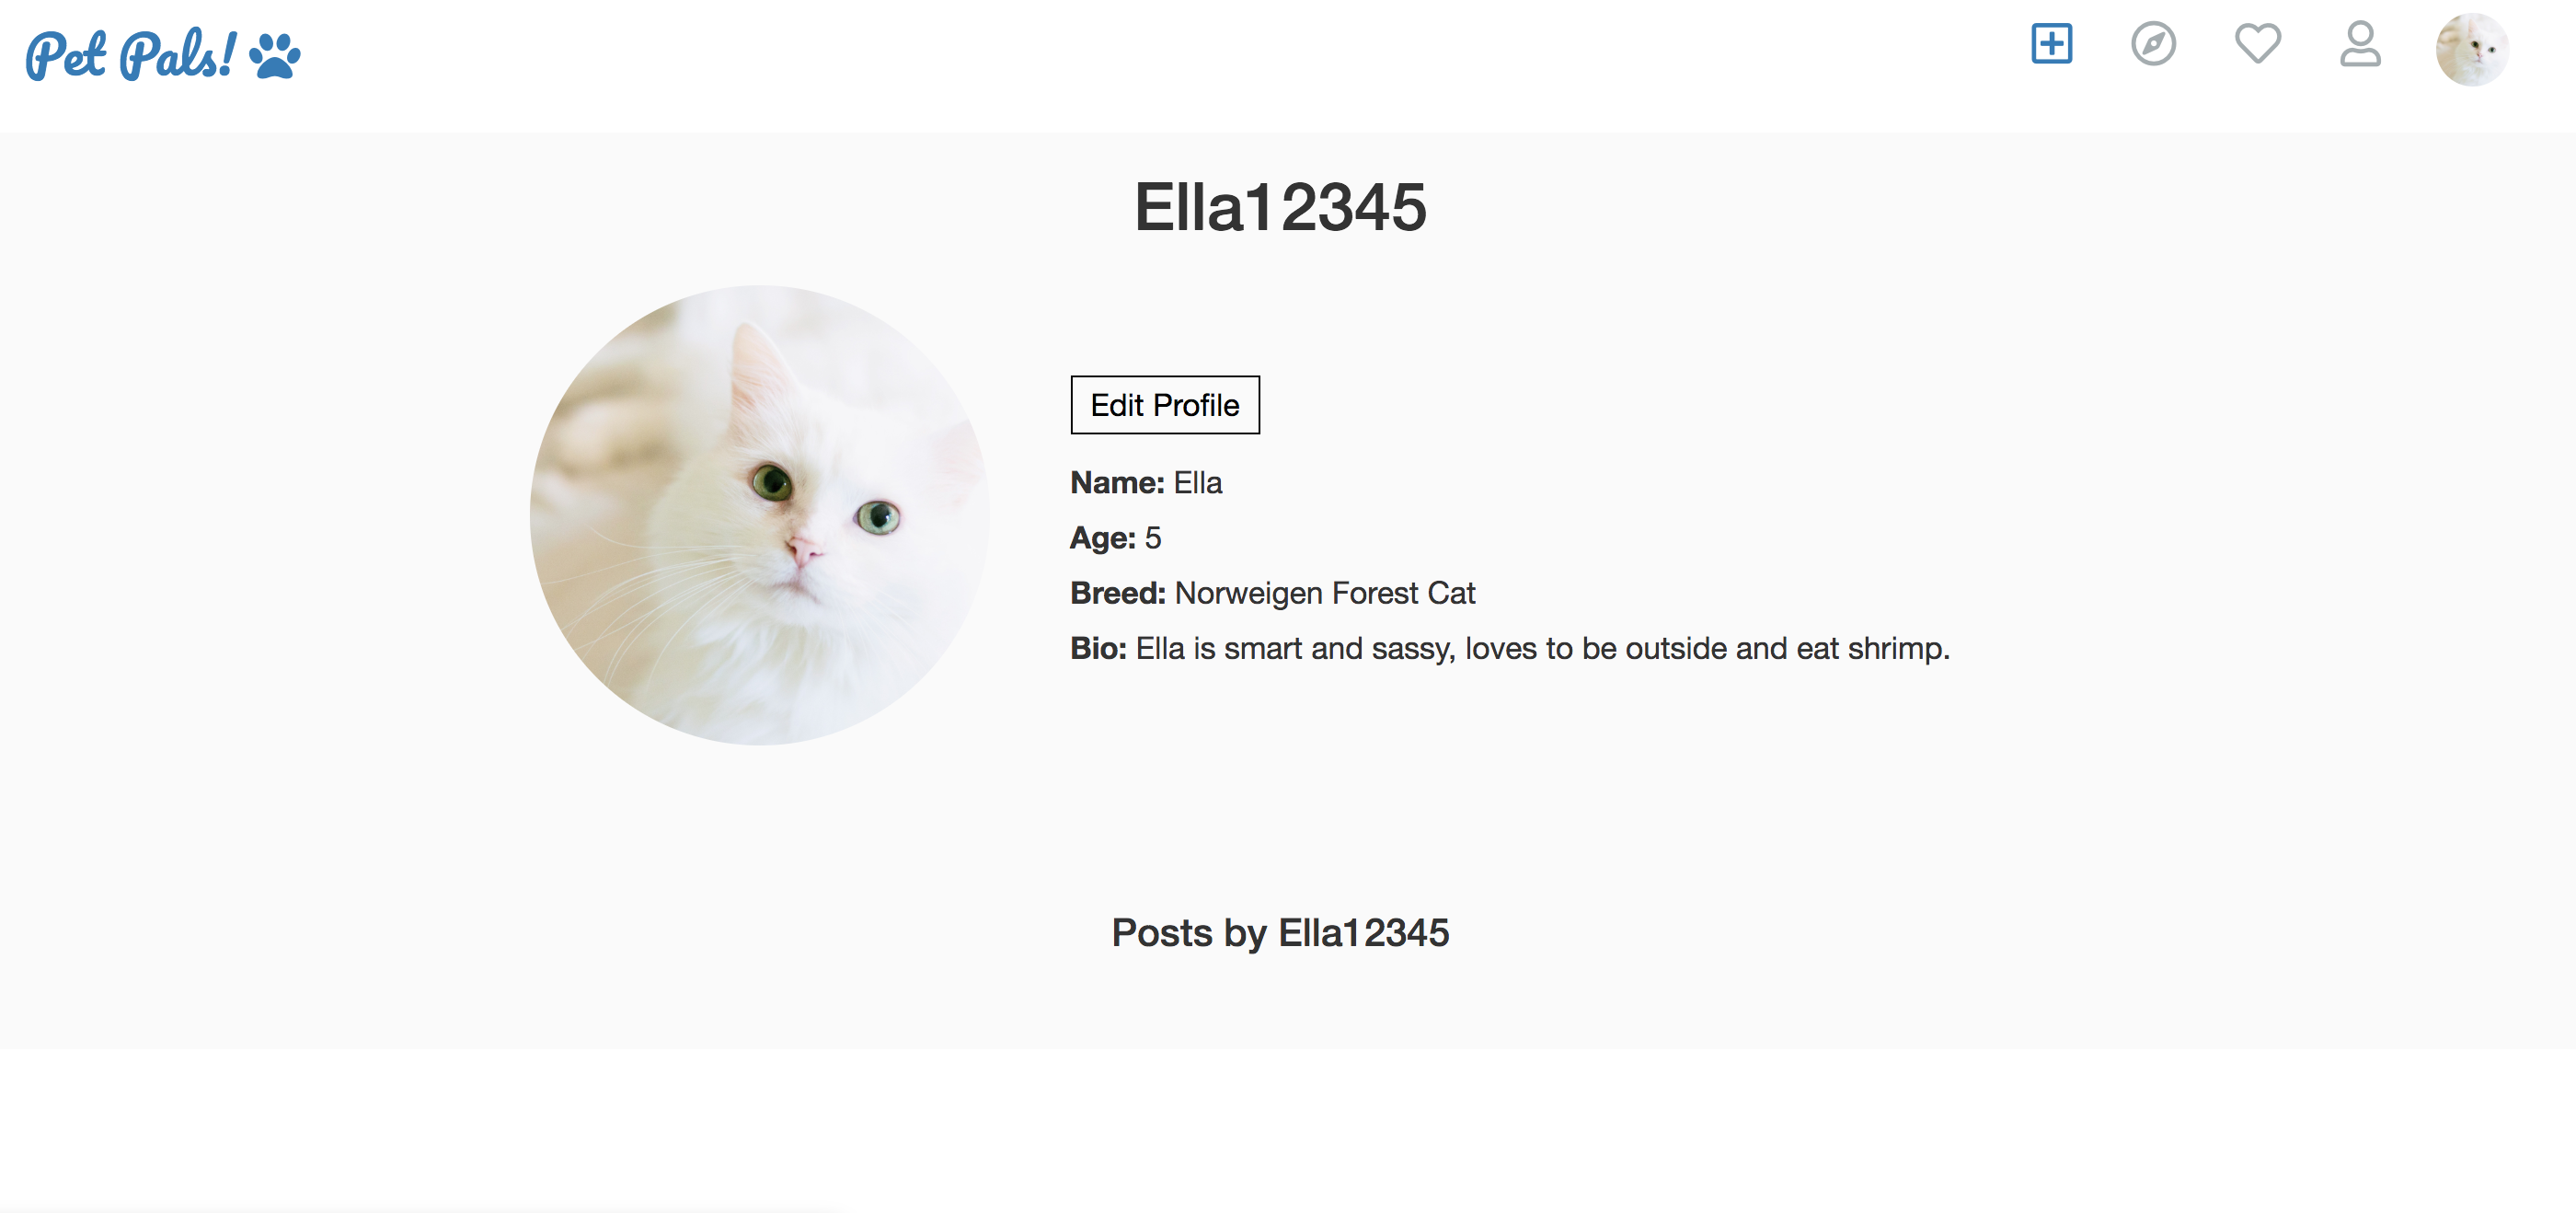 Pet Pals!
Ella12345
Edit Profile
Name: Ella
Age: 5
Breed: Norweigen Forest Cat
Bio: Ella is smart and sassy, loves to be outside and eat shrimp.
Posts by Ella12345